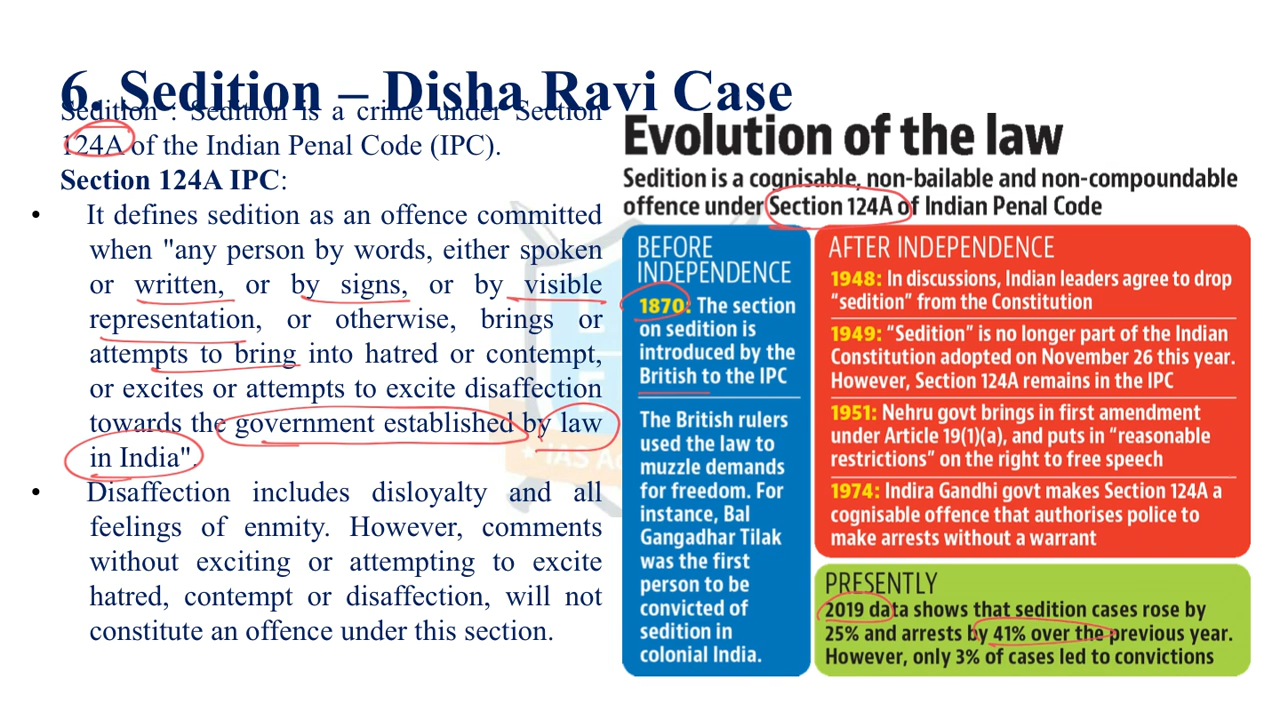 6. Sedition – Disha Ravi Case
Sedition : Sedition is a crime under Section
124A of the Indian Penal Code (IPC).
Section 124A IPC:
• It defines sedition as an offence committed
when "any person by words, either spoken
or written, or by signs, or by visible
representation, or otherwise, brings or
attempts to bring into hatred or contempt,
or excites or attempts to excite disaffection
towards the government established by law
in India".
• Disaffection includes disloyalty and all
feelings of enmity. However, comments
without exciting or attempting to excite
hatred, contempt or disaffection, will not
constitute an offence under this section.
Evolution of the law
Sedition is a cognisable, non-bailable and non-compoundable
offence under Section 124A of Indian Penal Code
BEFORE
INDEPENDENCE
1870: The section
on sedition is
introduced by the
British to the IPC
The British rulers
used the law to
muzzle demands
for freedom. For
instance, Bal
Gangadhar Tilak
was the first
person to be
convicted of
sedition in
colonial India.
AFTER INDEPENDENCE
1948: In discussions, Indian leaders agree to drop
“sedition” from the Constitution
1949: “Sedition” is no longer part of the Indian
Constitution adopted on November 26 this year.
However, Section 124A remains in the IPC
1951: Nehru govt brings in first amendment
under Article 19(1)(a), and puts in “reasonable
restrictions” on the right to free speech
1974: Indira Gandhi govt makes Section 124A a
cognisable offence that authorises police to
make arrests without a warrant
PRESENTLY
2019 data shows that sedition cases rose by
25% and arrests by 41% over the previous year.
However, only 3% of cases led to convictions
IAS